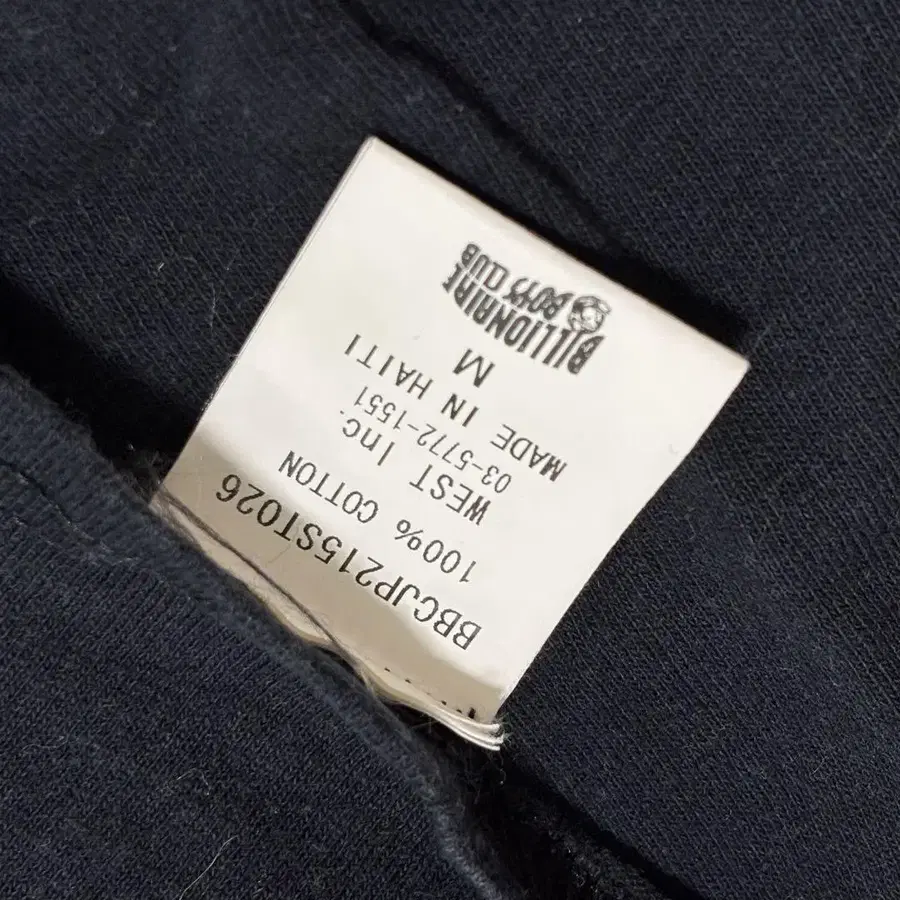 BBCJP215ST026
100% COTTON
WEST Inc.
03-5772-1551
MADE IN HAITI
M
BILLIONAIRE
BOYS CLUB